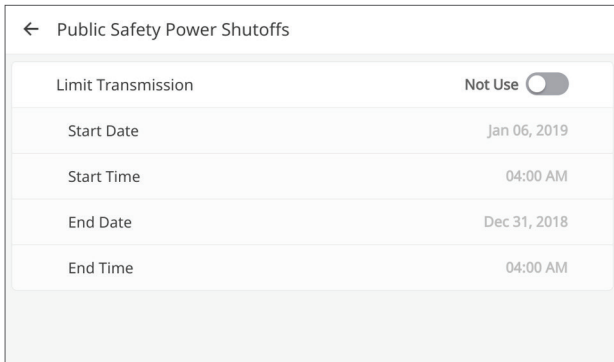 Public Safety Power Shutoffs
Limit Transmission Not Use
Start Date Jan 06, 2019
Start Time 04:00 AM
End Date Dec 31, 2018
End Time 04:00 AM